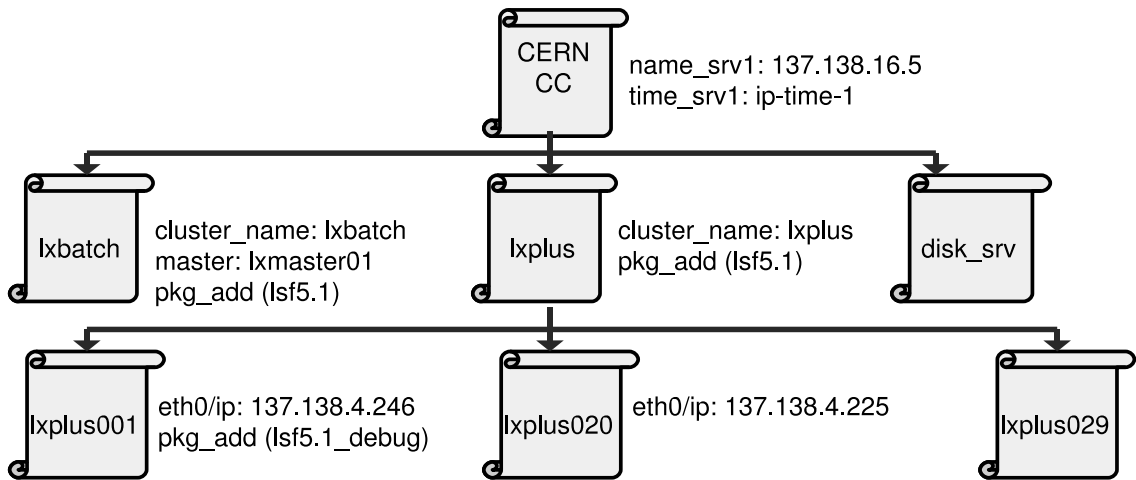 CERN
CC
name_srv1: 137.138.16.5
time_srv1: ip-time-1
lxbatch
cluster_name: lxbatch
master: lxmaster01
pkg_add (lsf5.1)
lxplus
cluster_name: lxplus
pkg_add (lsf5.1)
disk_srv
lxplus001
eth0/ip: 137.138.4.246
pkg_add (lsf5.1_debug)
lxplus020
eth0/ip: 137.138.4.225
lxplus029